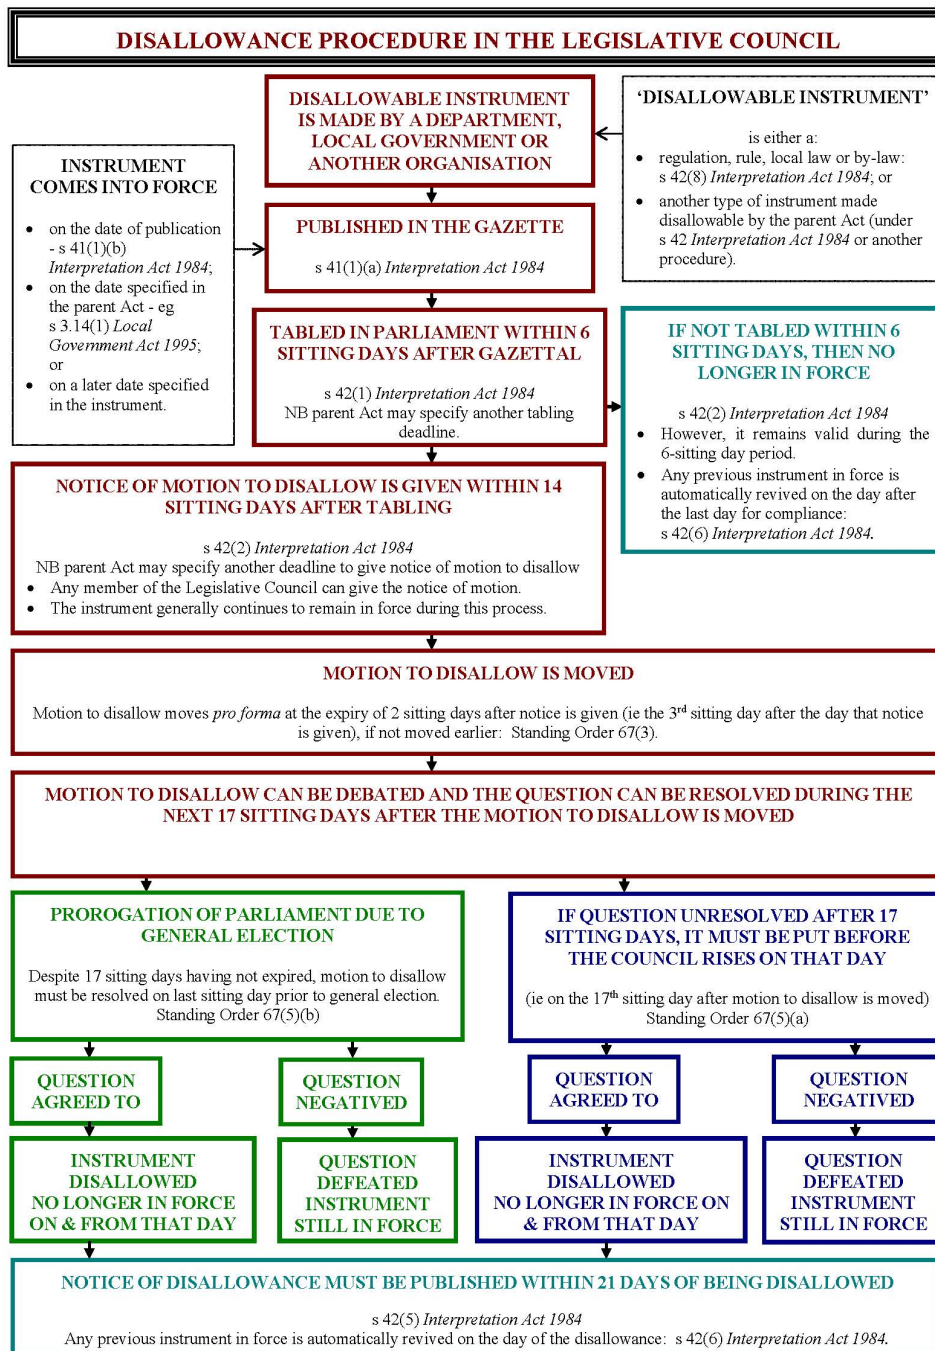 DISALLOWANCE PROCEDURE IN THE LEGISLATIVE COUNCIL
DISALLOWABLE INSTRUMENT
IS MADE BY A DEPARTMENT,
LOCAL GOVERNMENT OR
ANOTHER ORGANISATION
‘DISALLOWABLE INSTRUMENT’
is either a:
• regulation, rule, local law or by-law:
s 42(8) Interpretation Act 1984; or
• another type of instrument made
disallowable by the parent Act (under
s 42 Interpretation Act 1984 or another
procedure).
INSTRUMENT
COMES INTO FORCE
• on the date of publication
- s 41(1)(b)
Interpretation Act 1984;
• on the date specified in
the parent Act - eg
s 3.14(1) Local
Government Act 1995;
or
• on a later date specified
in the instrument.
PUBLISHED IN THE GAZETTE
s 41(1)(a) Interpretation Act 1984
TABLED IN PARLIAMENT WITHIN 6
SITTING DAYS AFTER GAZETTAL
s 42(1) Interpretation Act 1984
NB parent Act may specify another tabling
deadline.
IF NOT TABLED WITHIN 6
SITTING DAYS, THEN NO
LONGER IN FORCE
s 42(2) Interpretation Act 1984
• However, it remains valid during the
6-sitting day period.
• Any previous instrument in force is
automatically revived on the day after
the last day for compliance:
s 42(6) Interpretation Act 1984.
NOTICE OF MOTION TO DISALLOW IS GIVEN WITHIN 14
SITTING DAYS AFTER TABLING
s 42(2) Interpretation Act 1984
NB parent Act may specify another deadline to give notice of motion to disallow
• Any member of the Legislative Council can give the notice of motion.
• The instrument generally continues to remain in force during this process.
MOTION TO DISALLOW IS MOVED
Motion to disallow moves pro forma at the expiry of 2 sitting days after notice is given (ie the 3rd sitting day after the day that notice
is given), if not moved earlier: Standing Order 67(3).
MOTION TO DISALLOW CAN BE DEBATED AND THE QUESTION CAN BE RESOLVED DURING THE
NEXT 17 SITTING DAYS AFTER THE MOTION TO DISALLOW IS MOVED
PROROGATION OF PARLIAMENT DUE TO
GENERAL ELECTION
Despite 17 sitting days having not expired, motion to disallow
must be resolved on last sitting day prior to general election.
Standing Order 67(5)(b)
IF QUESTION UNRESOLVED AFTER 17
SITTING DAYS, IT MUST BE PUT BEFORE
THE COUNCIL RISES ON THAT DAY
(ie on the 17th sitting day after motion to disallow is moved)
Standing Order 67(5)(a)
QUESTION
AGREED TO
QUESTION
NEGATIVED
QUESTION
AGREED TO
QUESTION
NEGATIVED
INSTRUMENT
DISALLOWED
NO LONGER IN FORCE
ON & FROM THAT DAY
QUESTION
DEFEATED
INSTRUMENT
STILL IN FORCE
INSTRUMENT
DISALLOWED
NO LONGER IN FORCE ON
& FROM THAT DAY
QUESTION
DEFEATED
INSTRUMENT
STILL IN FORCE
NOTICE OF DISALLOWANCE MUST BE PUBLISHED WITHIN 21 DAYS OF BEING DISALLOWED
s 42(5) Interpretation Act 1984
Any previous instrument in force is automatically revived on the day of the disallowance: s 42(6) Interpretation Act 1984.